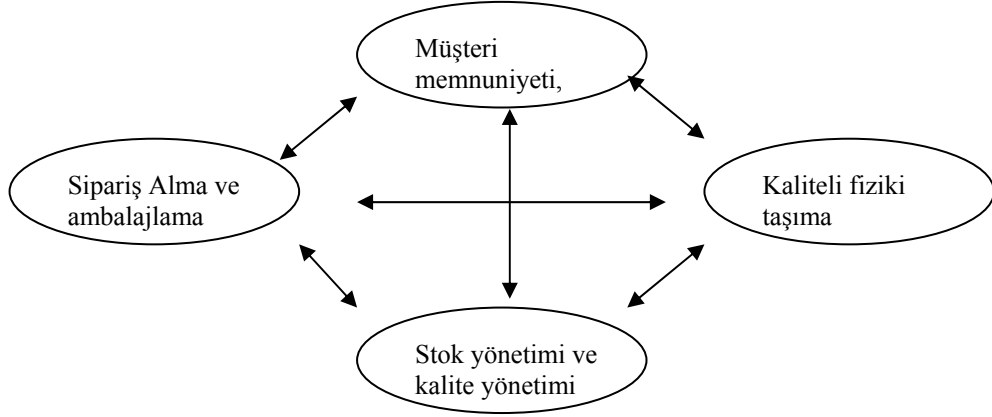 Müşteri
memnuniyeti,
Sipariş Alma ve
ambalajlama
Kaliteli fiziki
taşıma
Stok yönetimi ve
kalite yönetimi